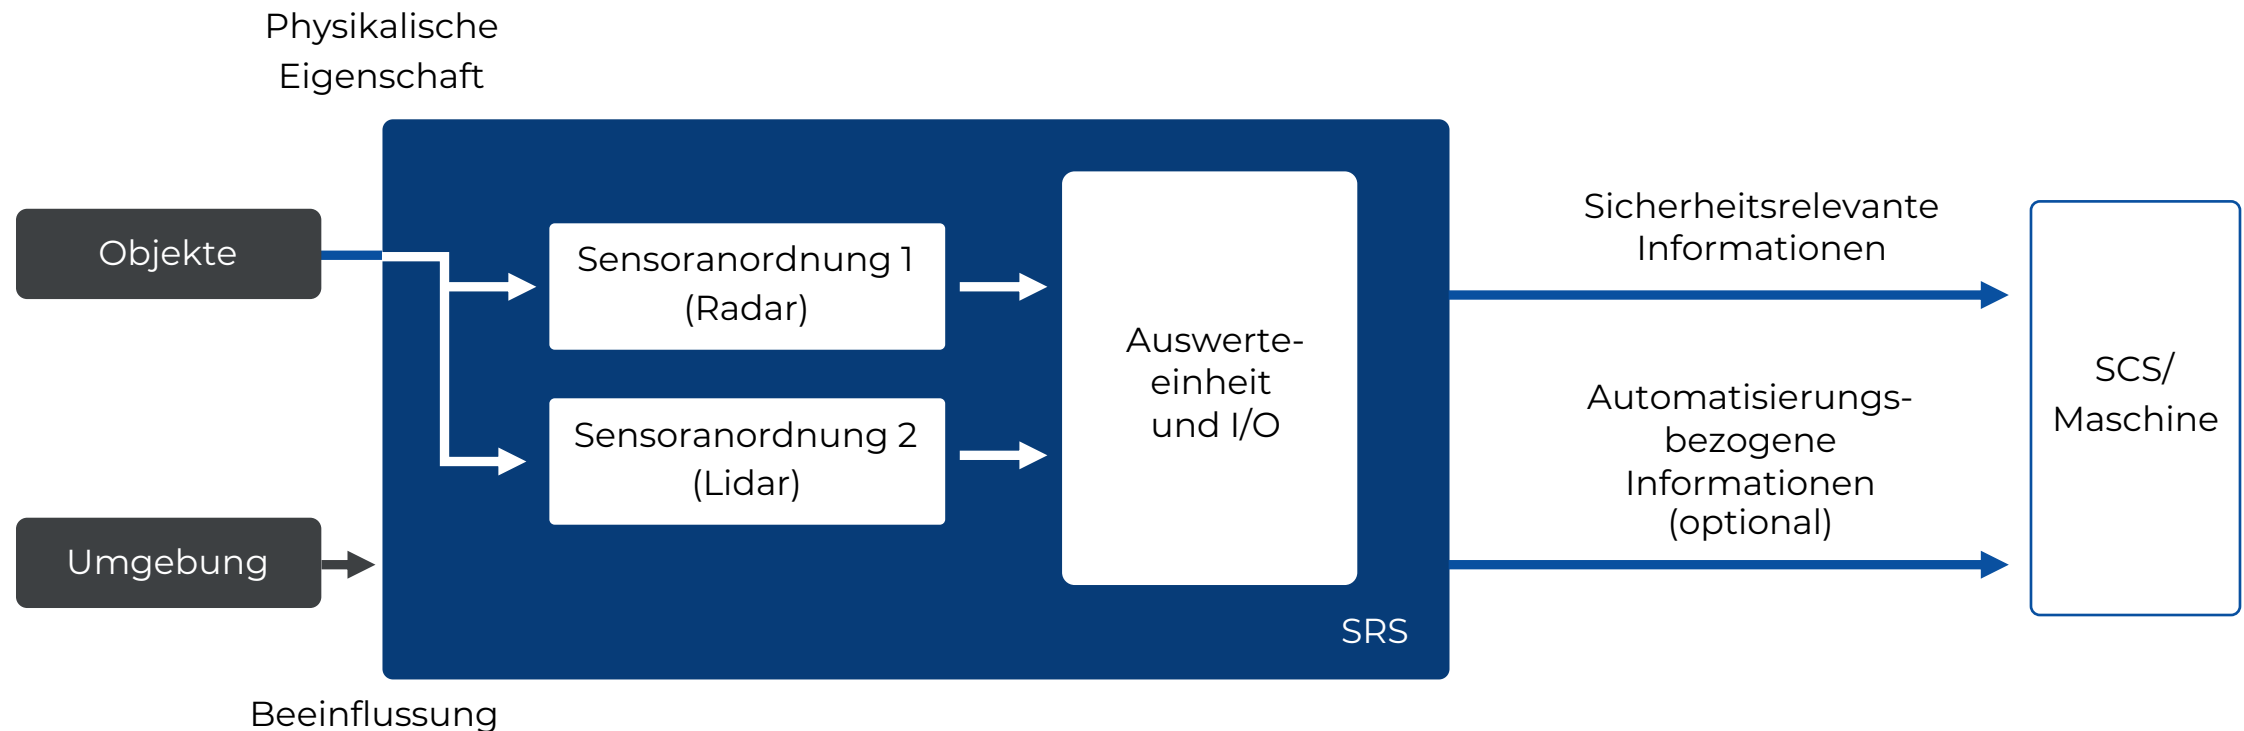 Physikalische
Eigenschaft
Objekte
Umgebung
Beeinflussung
Sensoranordnung 1
(Radar)
Sensoranordnung 2
(Lidar)
Auswerte-
einheit
und I/O
SRS
Sicherheitsrelevante
Informationen
Automatisierungs-
bezogene
Informationen
(optional)
SCS/
Maschine